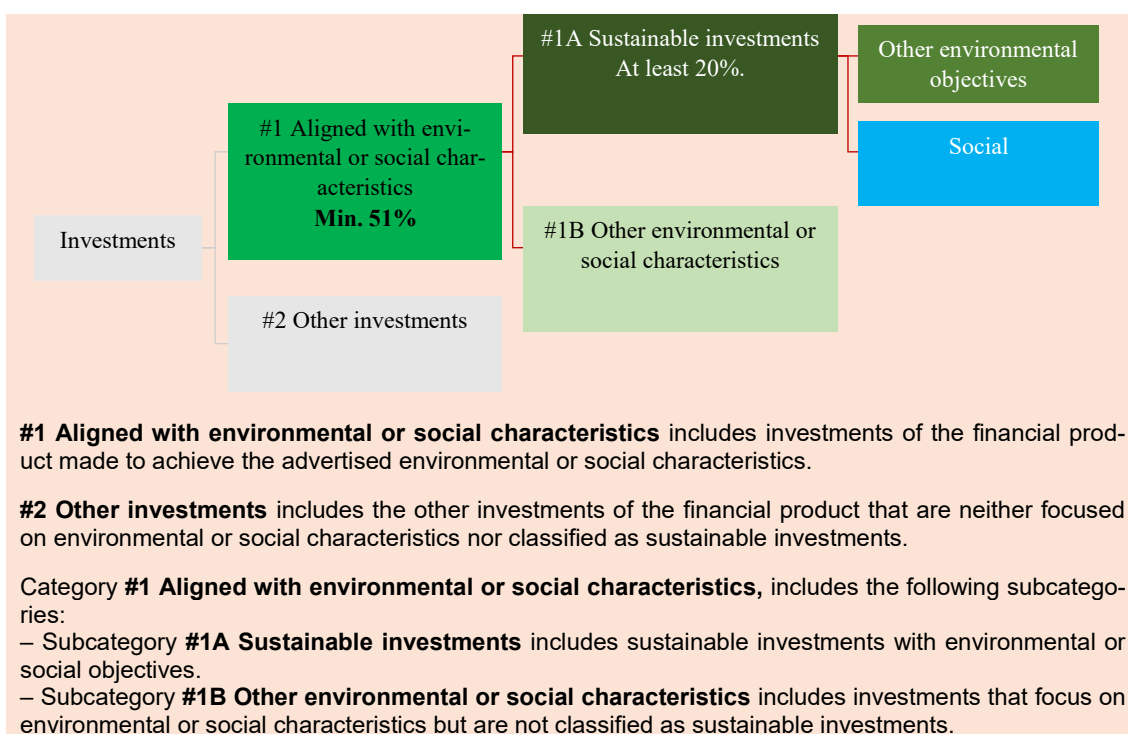 #1A Sustainable investments
At least 20%.
Other environmental
objectives
#1 Aligned with envi-
ronmental or social char-
acteristics
Min. 51%
Social
Investments
#1B Other environmental or
social characteristics
#2 Other investments
#1 Aligned with environmental or social characteristics includes investments of the financial prod-
uct made to achieve the advertised environmental or social characteristics.
#2 Other investments includes the other investments of the financial product that are neither focused
on environmental or social characteristics nor classified as sustainable investments.
Category #1 Aligned with environmental or social characteristics, includes the following subcatego-
ries:
– Subcategory #1A Sustainable investments includes sustainable investments with environmental or
social objectives.
– Subcategory #1B Other environmental or social characteristics includes investments that focus on
environmental or social characteristics but are not classified as sustainable investments.